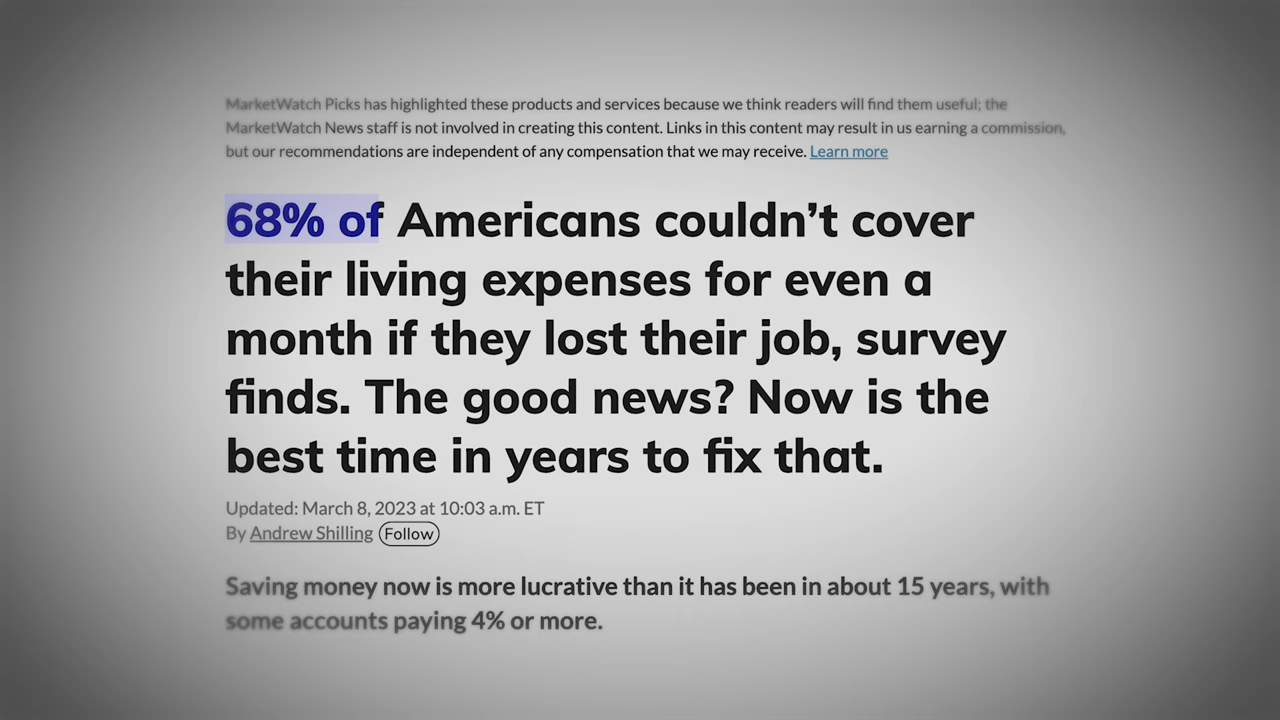 MarketWatch Picks has highlighted these products and services because we think readers will find them useful; the
MarketWatch News staff is not involved in creating this content. Links in this content may result in us earning a commission,
but our recommendations are independent of any compensation that we may receive. Learn more
68% of Americans couldn’t cover
their living expenses for even a
month if they lost their job, survey
finds. The good news? Now is the
best time in years to fix that.
Updated: March 8, 2023 at 10:03 a.m. ET
By Andrew Shilling Follow
Saving money now is more lucrative than it has been in about 15 years, with
some accounts paying 4% or more.